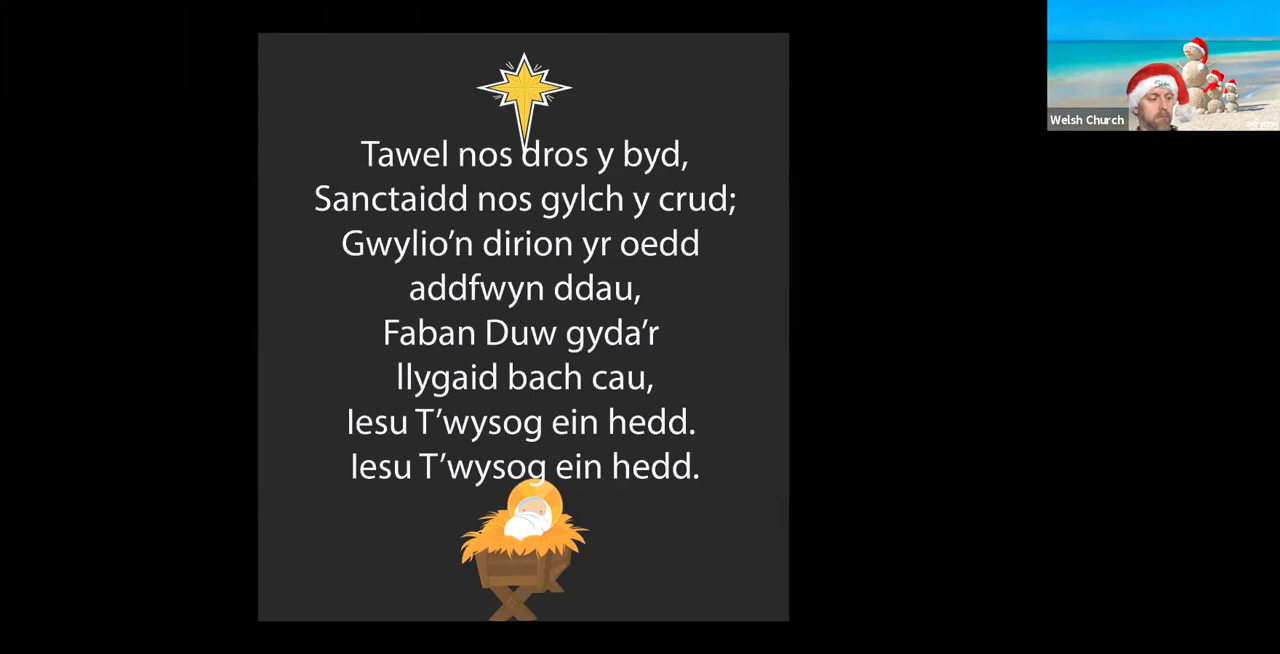 Tawel nos dros y byd,
Sanctaidd nos gylch y crud;
Gwylio'n dirion yr oedd
addfwyn ddau,
Faban Duw gyda'r
llygaid bach cau,
Iesu T'wysog ein hedd.
Iesu T'wysog ein hedd.
Welsh Church